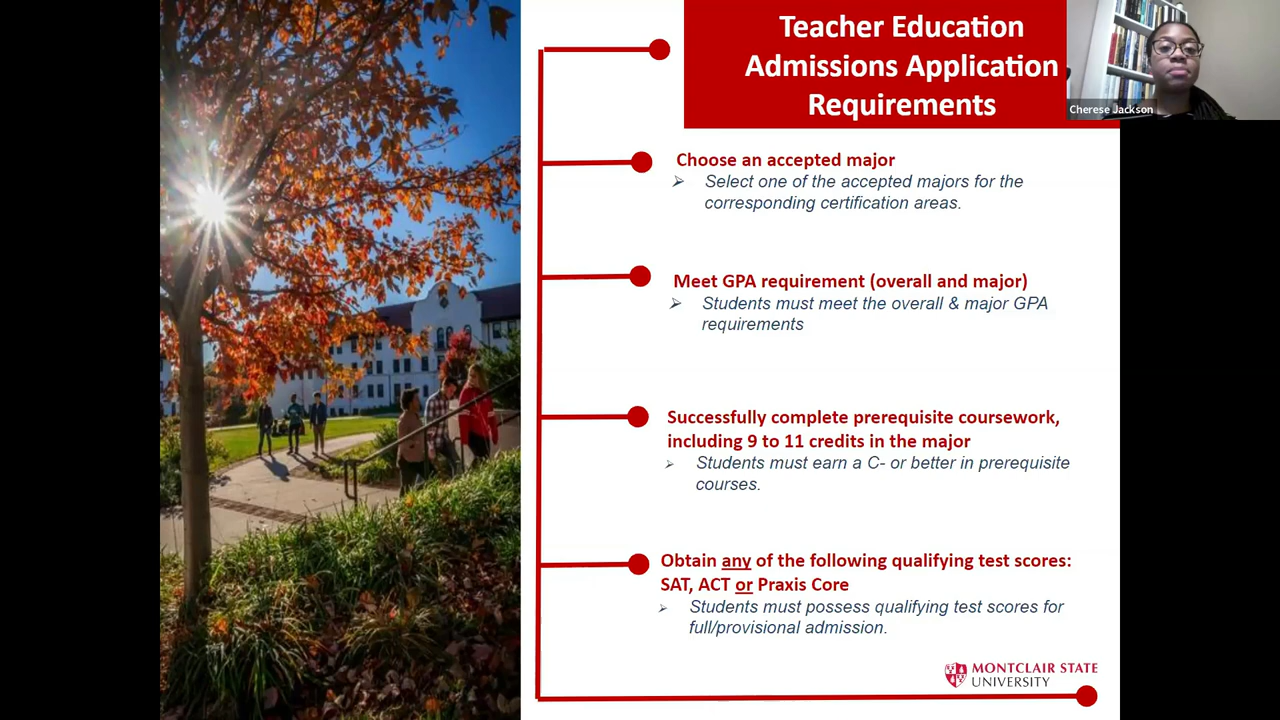 Teacher Education
Admissions Application
Requirements
Cherese Jackson
Choose an accepted major
Select one of the accepted majors for the
corresponding certification areas.
Meet GPA requirement (overall and major)
Students must meet the overall & major GPA
requirements
Successfully complete prerequisite coursework,
including 9 to 11 credits in the major
Students must earn a C- or better in prerequisite
courses.
Obtain any of the following qualifying test scores:
SAT, ACT or Praxis Core
Students must possess qualifying test scores for
full/provisional admission.
MONTCLAIR STATE
UNIVERSITY